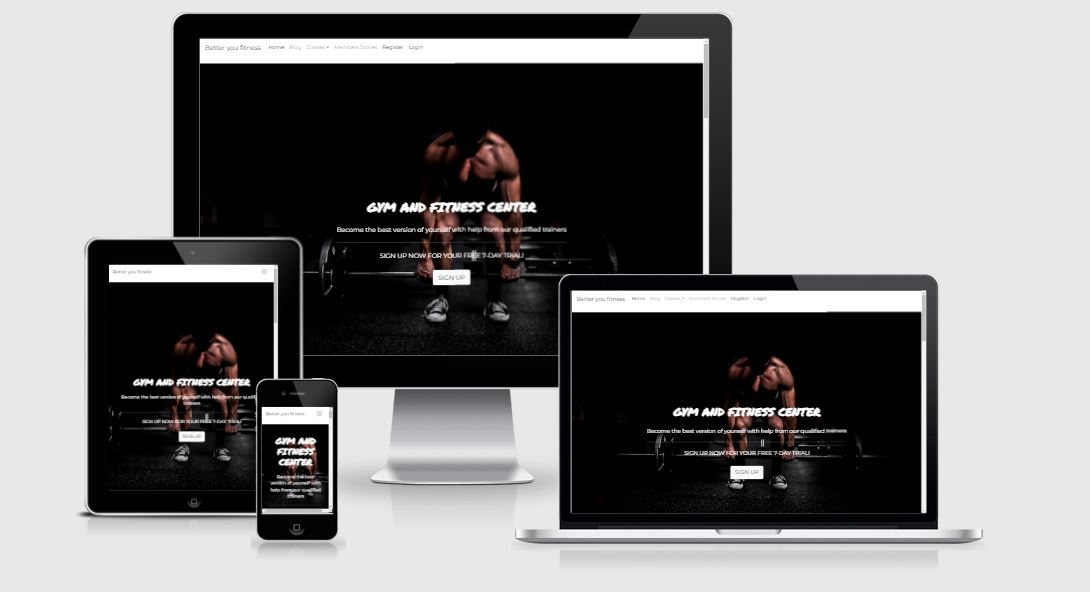 Better you fitness Home Blog Classes Members Stories Register Login
GYM AND FITNESS CENTER
Become the best version of yourself with help from our qualified trainers
SIGN UP NOW FOR YOUR FREE 7-DAY TRIAL!
SIGN UP
Better you fitness
GYM AND FITNESS CENTER
Become the best version of yourself with help from our
trainers
SIGN UP NOW FOR YOUR FREE 7-DAY TRIAL!
SIGN UP
Better you fitness
GYM AND
FITNESS
CENTER
Become the best
version of yourself with
help from our qualified
trainers
Better you fitness Home Blog Classes Members Stories Register Login
GYM AND FITNESS CENTER
Become the best version of yourself with help from our qualified trainers
SIGN UP NOW FOR YOUR FREE 7-DAY TRIAL!
SIGN UP